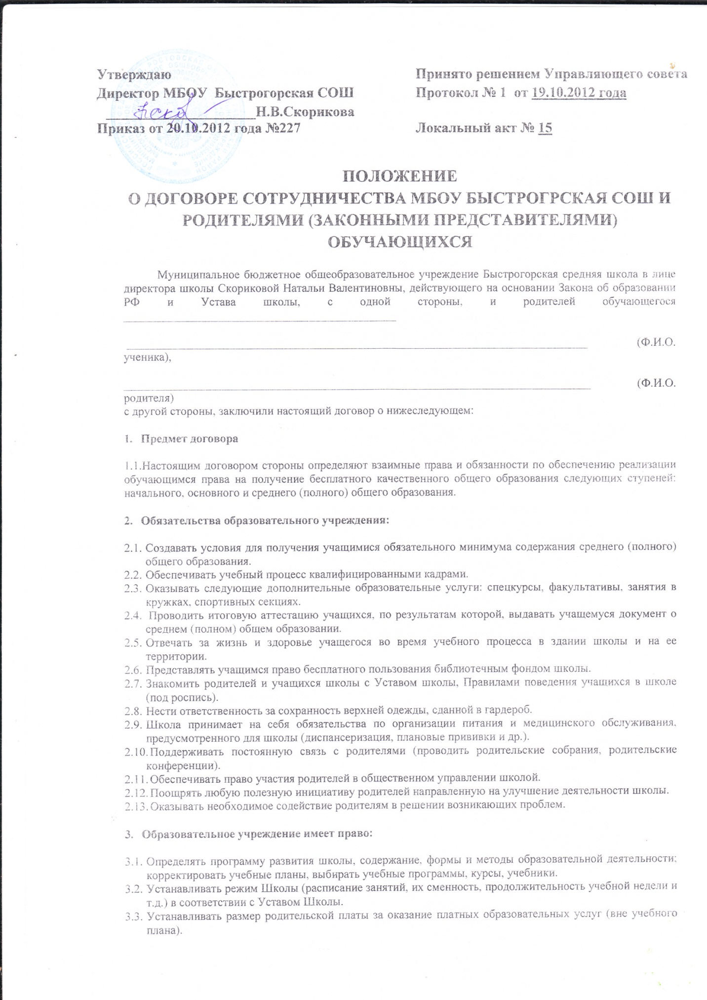 Утверждаю
Директор МБОУ  Быстрогорская СОШ
_____________________Н.В.Скорикова
Приказ от 20.10.2012 года №227
Принято решением Управляющего совета
Протокол № 1  от 19.10.2012 года
Локальный акт № 15
ПОЛОЖЕНИЕ
О ДОГОВОРЕ СОТРУДНИЧЕСТВА МБОУ БЫСТРОГРСКАЯ СОШ И
РОДИТЕЛЯМИ (ЗАКОННЫМИ ПРЕДСТАВИТЕЛЯМИ)
ОБУЧАЮЩИХСЯ
Муниципальное бюджетное общеобразовательное учреждение Быстрогорская средняя школа в лице
директора школы Скориковой Натальи Валентиновны, действующего на основании Закона об образовании
РФ и Устава школы, с одной стороны, и родителей обучающегося
(Ф.И.О.
ученика),
(Ф.И.О.
родителя)
с другой стороны, заключили настоящий договор о нижеследующем:
1. Предмет договора
1.1.Настоящим договором стороны определяют взаимные права и обязанности по обеспечению реализации
обучающимся права на получение бесплатного качественного общего образования следующих ступеней:
начального, основного и среднего (полного) общего образования.
2. Обязательства образовательного учреждения:
2.1. Создавать условия для получения учащимися обязательного минимума содержания среднего (полного)
общего образования.
2.2. Обеспечивать учебный процесс квалифицированными кадрами.
2.3. Оказывать следующие дополнительные образовательные услуги: спецкурсы, факультативы, занятия в
кружках, спортивных секциях.
2.4. Проводить итоговую аттестацию учащихся, по результатам которой, выдавать учащемуся документ о
среднем (полном) общем образовании.
2.5. Отвечать за жизнь и здоровье учащегося во время учебного процесса в здании школы и на ее
территории.
2.6. Представлять учащимся право бесплатного пользования библиотечным фондом школы.
2.7. Знакомить родителей и учащихся школы с Уставом школы, Правилами поведения учащихся в школе
(под роспись).
2.8. Нести ответственность за сохранность верхней одежды, сданной в гардероб.
2.9. Школа принимает на себя обязательства по организации питания и медицинского обслуживания,
предусмотренного для школы (диспансеризация, плановые прививки и др.).
2.10. Поддерживать постоянную связь с родителями (проводить родительские собрания, родительские
конференции).
2.11. Обеспечивать право участия родителей в общественном управлении школой.
2.12. Поощрять любую полезную инициативу родителей направленную на улучшение деятельности школы.
2.13. Оказывать необходимое содействие родителям в решении возникающих проблем.
3. Образовательное учреждение имеет право:
3.1. Определять программу развития школы, содержание, формы и методы образовательной деятельности;
корректировать учебные планы, выбирать учебные программы, курсы, учебники.
3.2. Устанавливать режим Школы (расписание занятий, их сменность, продолжительность учебной недели и
т.д.) в соответствии с Уставом Школы.
3.3. Устанавливать размер родительской платы за оказание платных образовательных услуг (вне учебного
плана).